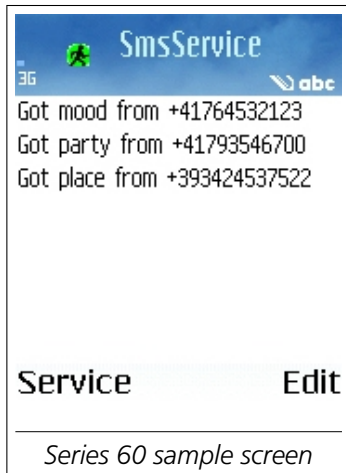 SmsService
3G
abc
Got mood from +41764532123
Got party from +41793546700
Got place from +393424537522
Service Edit
Series 60 sample screen